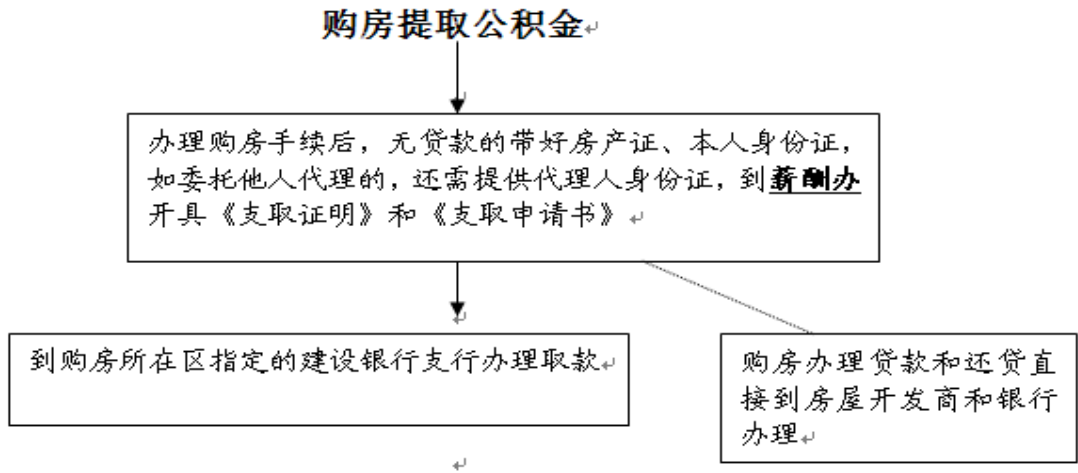 购房提取公积金
办理购房手续后，无贷款的带好房产证、本人身份证，
如委托他人代理的，还需提供代理人身份证，到薪酬办
开具《支取证明》和《支取申请书》
到购房所在区指定的建设银行支行办理取款
购房办理贷款和还贷直
接到房屋开发商和银行
办理